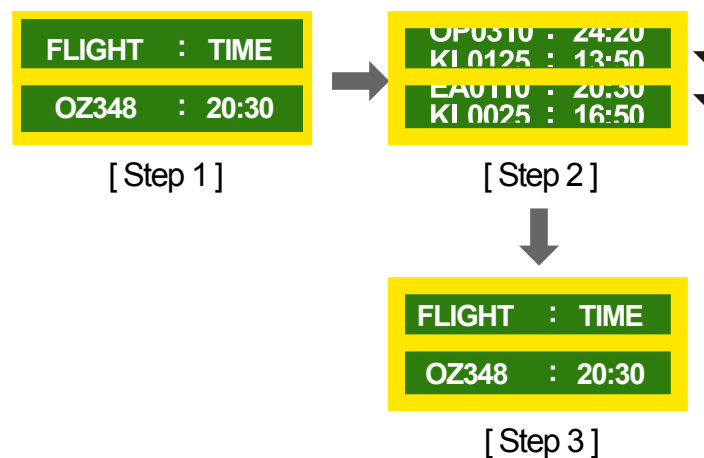 FLIGHT : TIME
OZ348 : 20:30
[ Step 1 ]
OP0310 : 24:20
KL0125 : 13:50
EA0110 : 20:30
KL0025 : 16:50
[ Step 2 ]
FLIGHT : TIME
OZ348 : 20:30
[ Step 3 ]